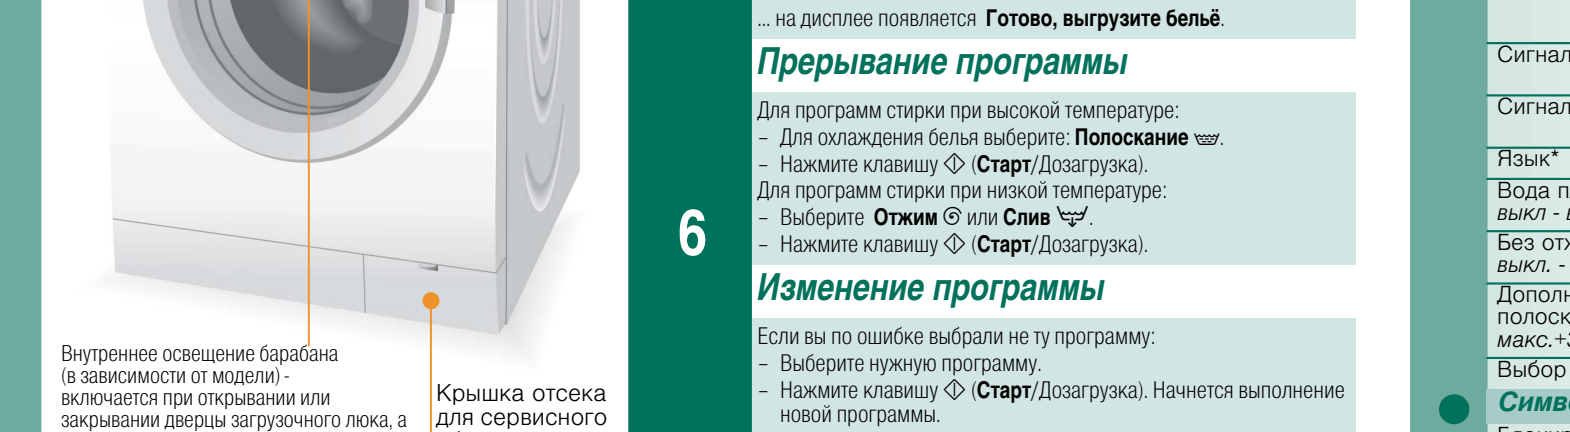 Внутреннее освещение барабана
(в зависимости от модели) -
включается при открывании или
закрывании дверцы загрузочного люка, а
Крышка отсека
для сервисного
6
... на дисплее появляется Готово, выгрузите бельё.
Прерывание программы
Для программ стирки при высокой температуре:
– Для охлаждения белья выберите: Полоскание.
– Нажмите клавишу (Старт/Дозагрузка).
Для программ стирки при низкой температуре:
– Выберите Отжим или Слив.
– Нажмите клавишу (Старт/Дозагрузка).
Изменение программы
Если вы по ошибке выбрали не ту программу:
– Выберите нужную программу.
– Нажмите клавишу (Старт/Дозагрузка). Начнется выполнение
новой программы.
Сигнал
Сигнал
Язык*
Вода
выкл -
Без
выкл. -
макс.+
Выбор